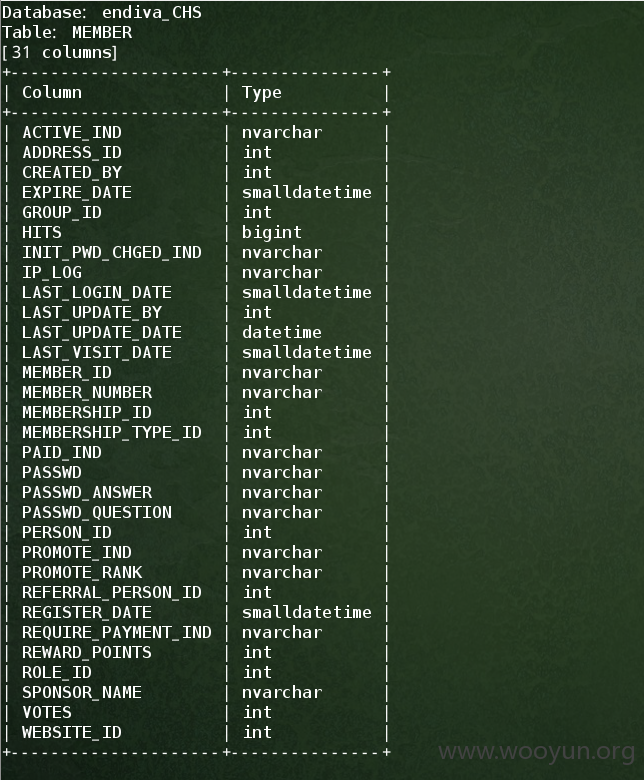 Database: endiva_CHS
Table: MEMBER
[31 columns]
+----------------------+---------------+
| Column               | Type          |
+----------------------+---------------+
| ACTIVE_IND           | nvarchar      |
| ADDRESS_ID           | int           |
| CREATED_BY           | int           |
| EXPIRE_DATE          | smalldatetime |
| GROUP_ID             | int           |
| HITS                 | bigint        |
| INIT_PWD_CHGED_IND   | nvarchar      |
| IP_LOG               | nvarchar      |
| LAST_LOGIN_DATE      | smalldatetime |
| LAST_UPDATE_BY       | int           |
| LAST_UPDATE_DATE     | datetime      |
| LAST_VISIT_DATE      | smalldatetime |
| MEMBER_ID            | nvarchar      |
| MEMBER_NUMBER        | nvarchar      |
| MEMBERSHIP_ID        | int           |
| MEMBERSHIP_TYPE_ID   | int           |
| PAID_IND             | nvarchar      |
| PASSWD               | nvarchar      |
| PASSWD_ANSWER        | nvarchar      |
| PASSWD_QUESTION      | nvarchar      |
| PERSON_ID            | int           |
| PROMOTE_IND          | nvarchar      |
| PROMOTE_RANK         | nvarchar      |
| REFERRAL_PERSON_ID   | int           |
| REGISTER_DATE        | smalldatetime |
| REQUIRE_PAYMENT_IND  | nvarchar      |
| REWARD_POINTS        | int           |
| ROLE_ID              | int           |
| SPONSOR_NAME         | nvarchar      |
| VOTES                | int           |
| WEBSITE_ID           | int           |
+----------------------+---------------+
www.wooyun.org